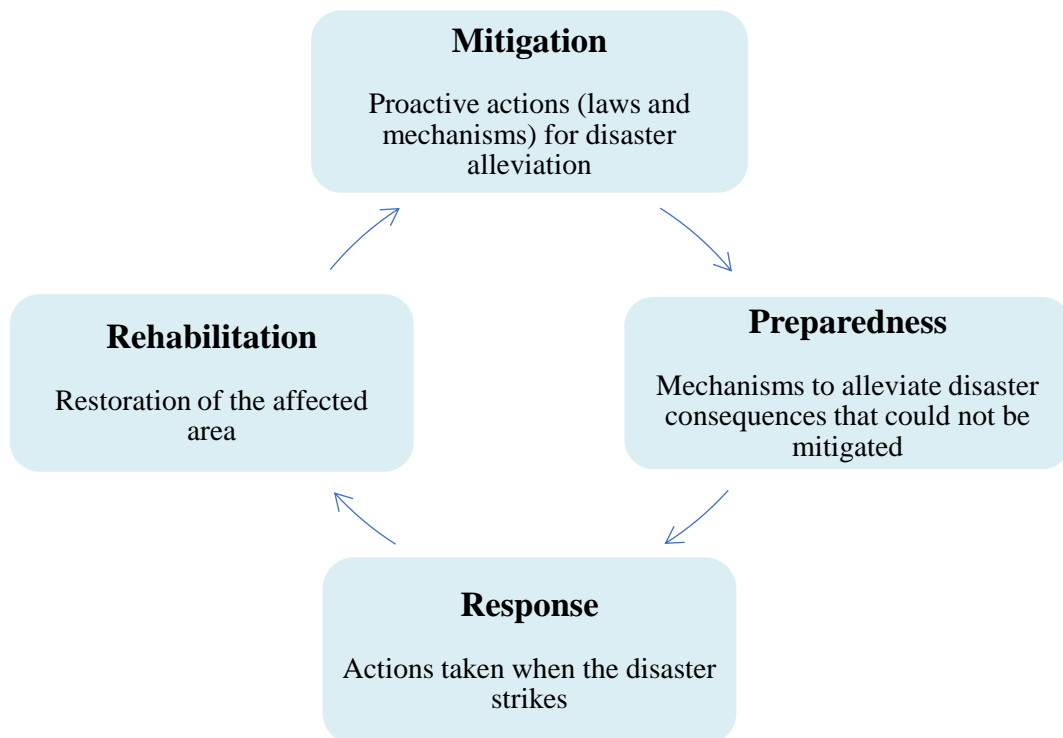 Mitigation
Proactive actions (laws and
mechanisms) for disaster
alleviation
Preparedness
Mechanisms to alleviate disaster
consequences that could not be
mitigated
Response
Actions taken when the disaster
strikes
Rehabilitation
Restoration of the affected
area